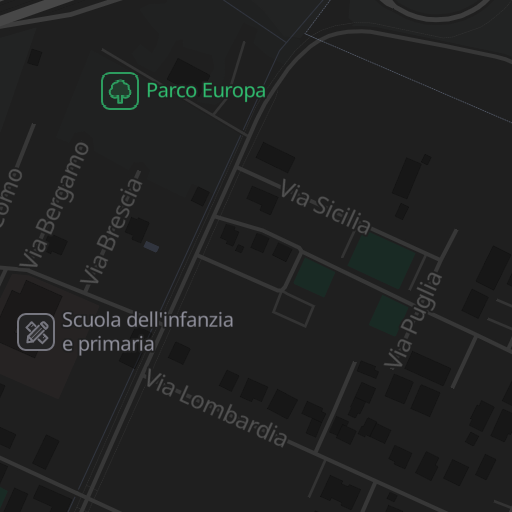 Parco Europa
Via Bergamo
Via Brescia
Via Sicilia
Via Puglia
Scuola dell'infanzia
e primaria
Via Lombardia